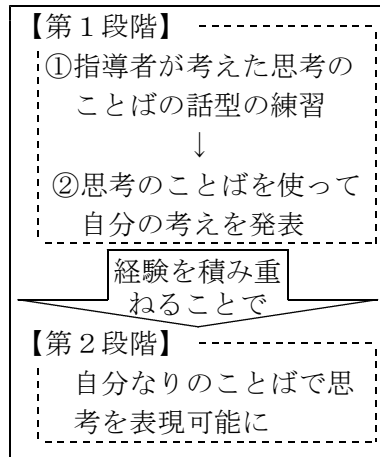 【第１段階】
①指導者が考えた思考の
ことばの話型の練習
↓
②思考のことばを使って
自分の考えを発表
経験を積み重
ねることで
【第２段階】
自分なりのことばで思
考を表現可能に